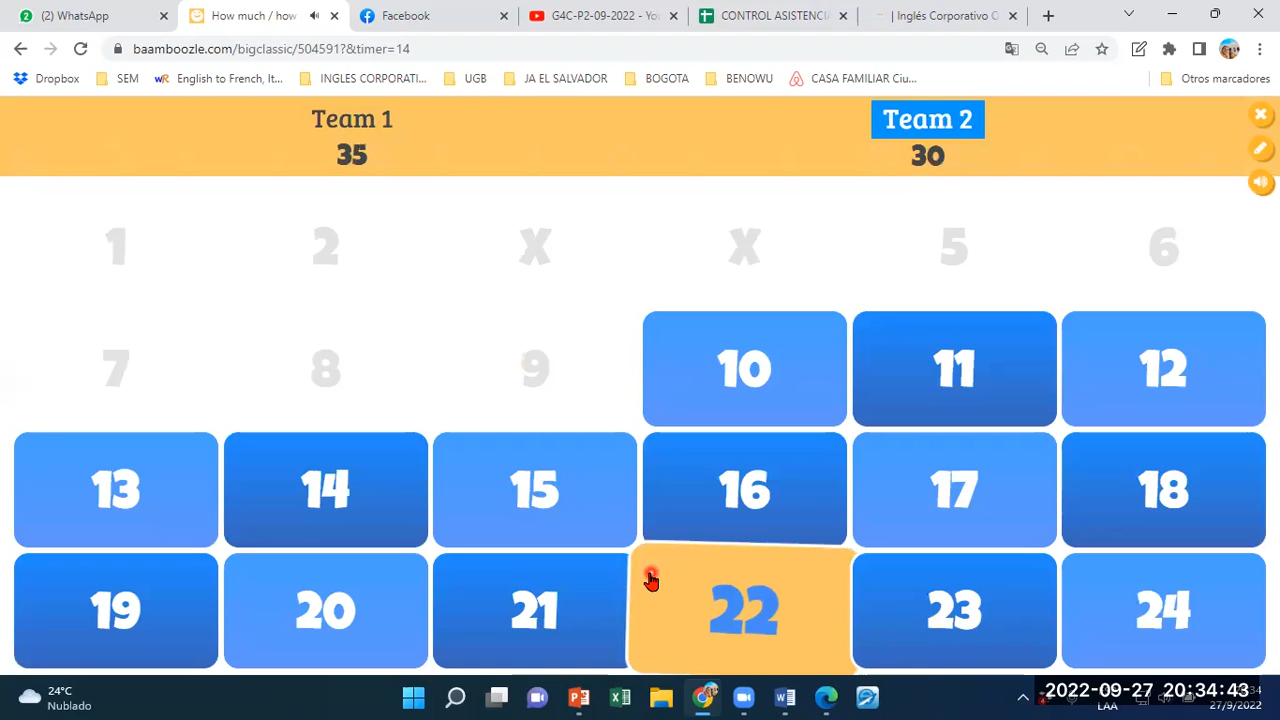 (2) WhatsApp
How much / how
Facebook
G4C-P2-09-2022 - You
CONTROL ASISTENCIA
| Inglés Corporativo
baamboozle.com/bigclassic/504591?&timer=14
Dropbox
SEM
English to French, It...
INGLES CORPORATI...
UGB
JA EL SALVADOR
BOGOTA
BENOWU
CASA FAMILIAR Ciu...
Otros marcadores
Team 1
35
Team 2
30
1 2 X X 5 6
7 8 9 10 11 12
13 14 15 16 17 18
19 20 21 22 23 24
24°C
Nublado
2022-09-27 20:34:43
LAA
27/9/2022